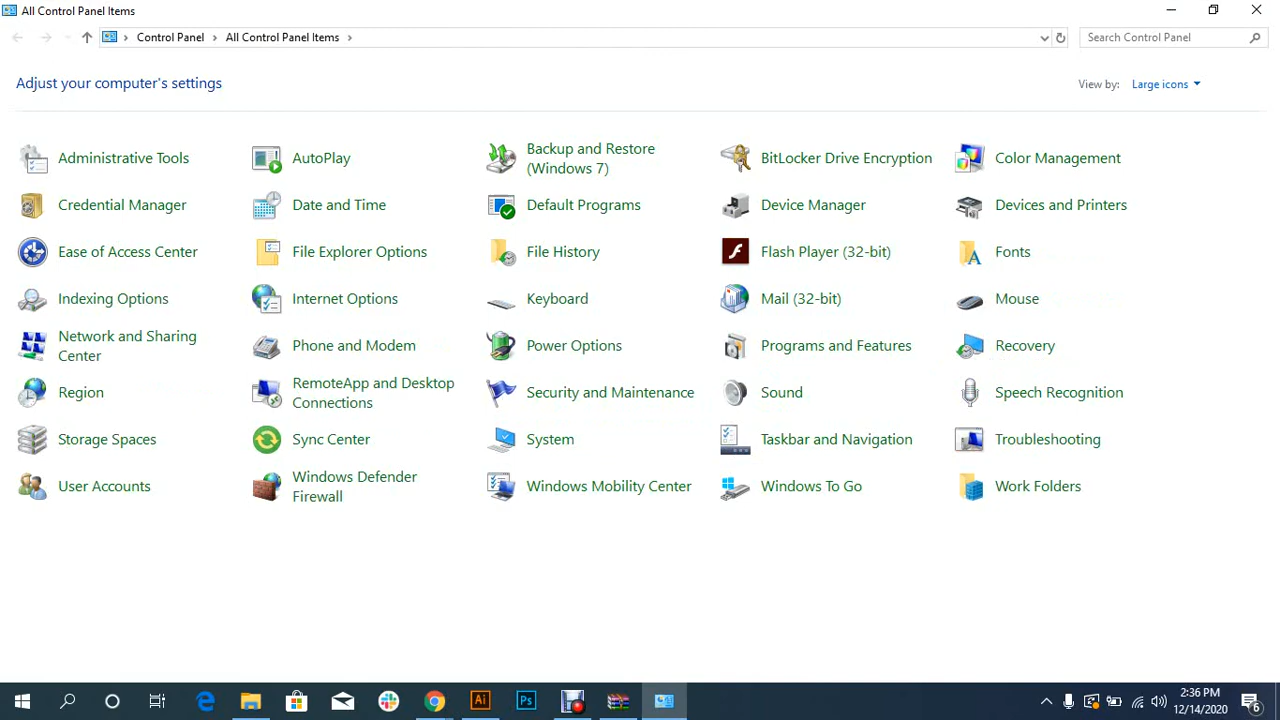 All Control Panel Items
Control Panel All Control Panel Items
Search Control Panel
Adjust your computer's settings
View by: Large icons
Administrative Tools
AutoPlay
Backup and Restore
(Windows 7)
BitLocker Drive Encryption
Color Management
Credential Manager
Date and Time
Default Programs
Device Manager
Devices and Printers
Ease of Access Center
File Explorer Options
File History
Flash Player (32-bit)
Fonts
Indexing Options
Internet Options
Keyboard
Mail (32-bit)
Mouse
Network and Sharing
Center
Phone and Modem
Power Options
Programs and Features
Recovery
Region
RemoteApp and Desktop
Connections
Security and Maintenance
Sound
Speech Recognition
Storage Spaces
Sync Center
System
Taskbar and Navigation
Troubleshooting
User Accounts
Windows Defender
Firewall
Windows Mobility Center
Windows To Go
Work Folders
Ai
Ps
2:36 PM
12/14/2020
6